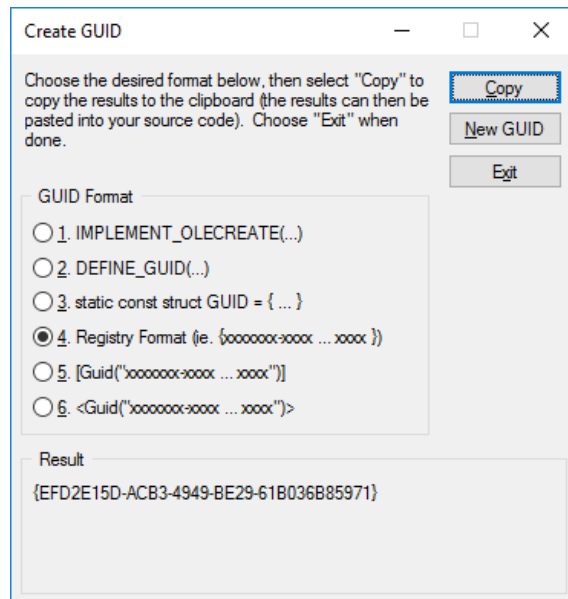 Create GUID
Choose the desired format below, then select "Copy" to
copy the results to the clipboard (the results can then be
pasted into your source code). Choose "Exit" when
done.
Copy
New GUID
Exit
GUID Format
1. IMPLEMENT_OLECREATE(...)
2. DEFINE_GUID(...)
3. static const struct GUID = { ... }
4. Registry Format (ie. {xxxxxxx-xxxx ... xxxx })
5. [Guid("xxxxxxx-xxxx ... xxxx")]
6. <Guid("xxxxxxx-xxxx ... xxxx")>
Result
{EFD2E15D-ACB3-4949-BE29-61B036B85971}